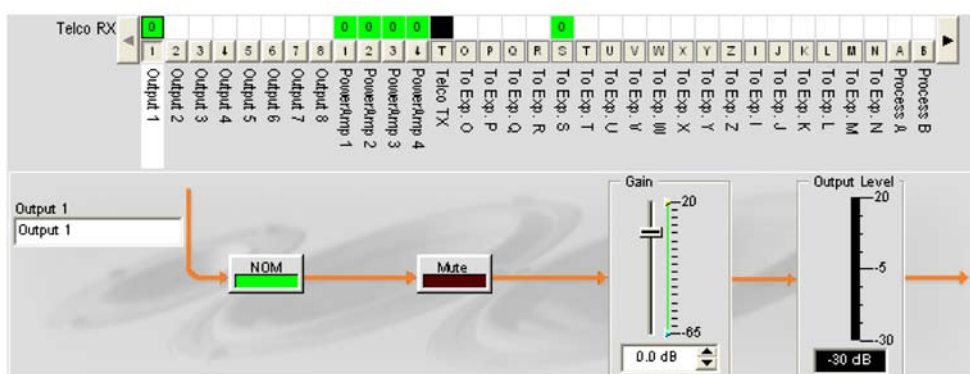 Telco RX 0 0 0 0 0 0
1 2 3 4 5 6 7 8 1 2 3 4 T O P Q R S T U V W X Y Z I J K L M N A B
Output 1
Output 2
Output 3
Output 4
Output 5
Output 6
Output 7
Output 8
PowerAmp 1
PowerAmp 2
PowerAmp 3
PowerAmp 4
Telco TX
To Exp. O
To Exp. P
To Exp. Q
To Exp. R
To Exp. S
To Exp. T
To Exp. U
To Exp. V
To Exp. W
To Exp. X
To Exp. Y
To Exp. Z
To Exp. I
To Exp. J
To Exp. K
To Exp. L
To Exp. M
To Exp. N
Process A
Process B
Output 1
Output 1
NOM
Mute
Gain
20
-65
0.0 dB
Output Level
20
-5
-30
-30 dB